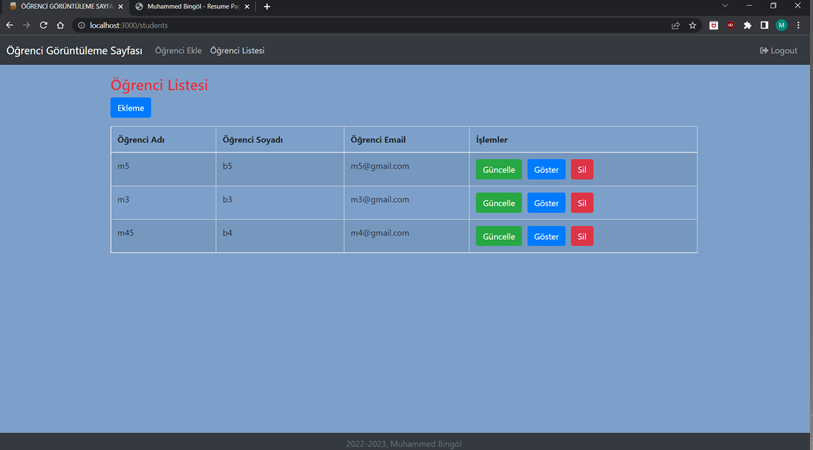 ÖĞRENCİ GÖRÜNTÜLEME SAYFA
Muhammed Bingöl - Resume Pag
localhost:3000/students
M
Öğrenci Görüntüleme Sayfası Öğrenci Ekle Öğrenci Listesi Logout
Öğrenci Listesi
Ekleme
Öğrenci Adı Öğrenci Soyadı Öğrenci Email İşlemler
m5 b5 m5@gmail.com Güncelle Göster Sil
m3 b3 m3@gmail.com Güncelle Göster Sil
m45 b4 m4@gmail.com Güncelle Göster Sil
2022-2023, Muhammed Bingöl